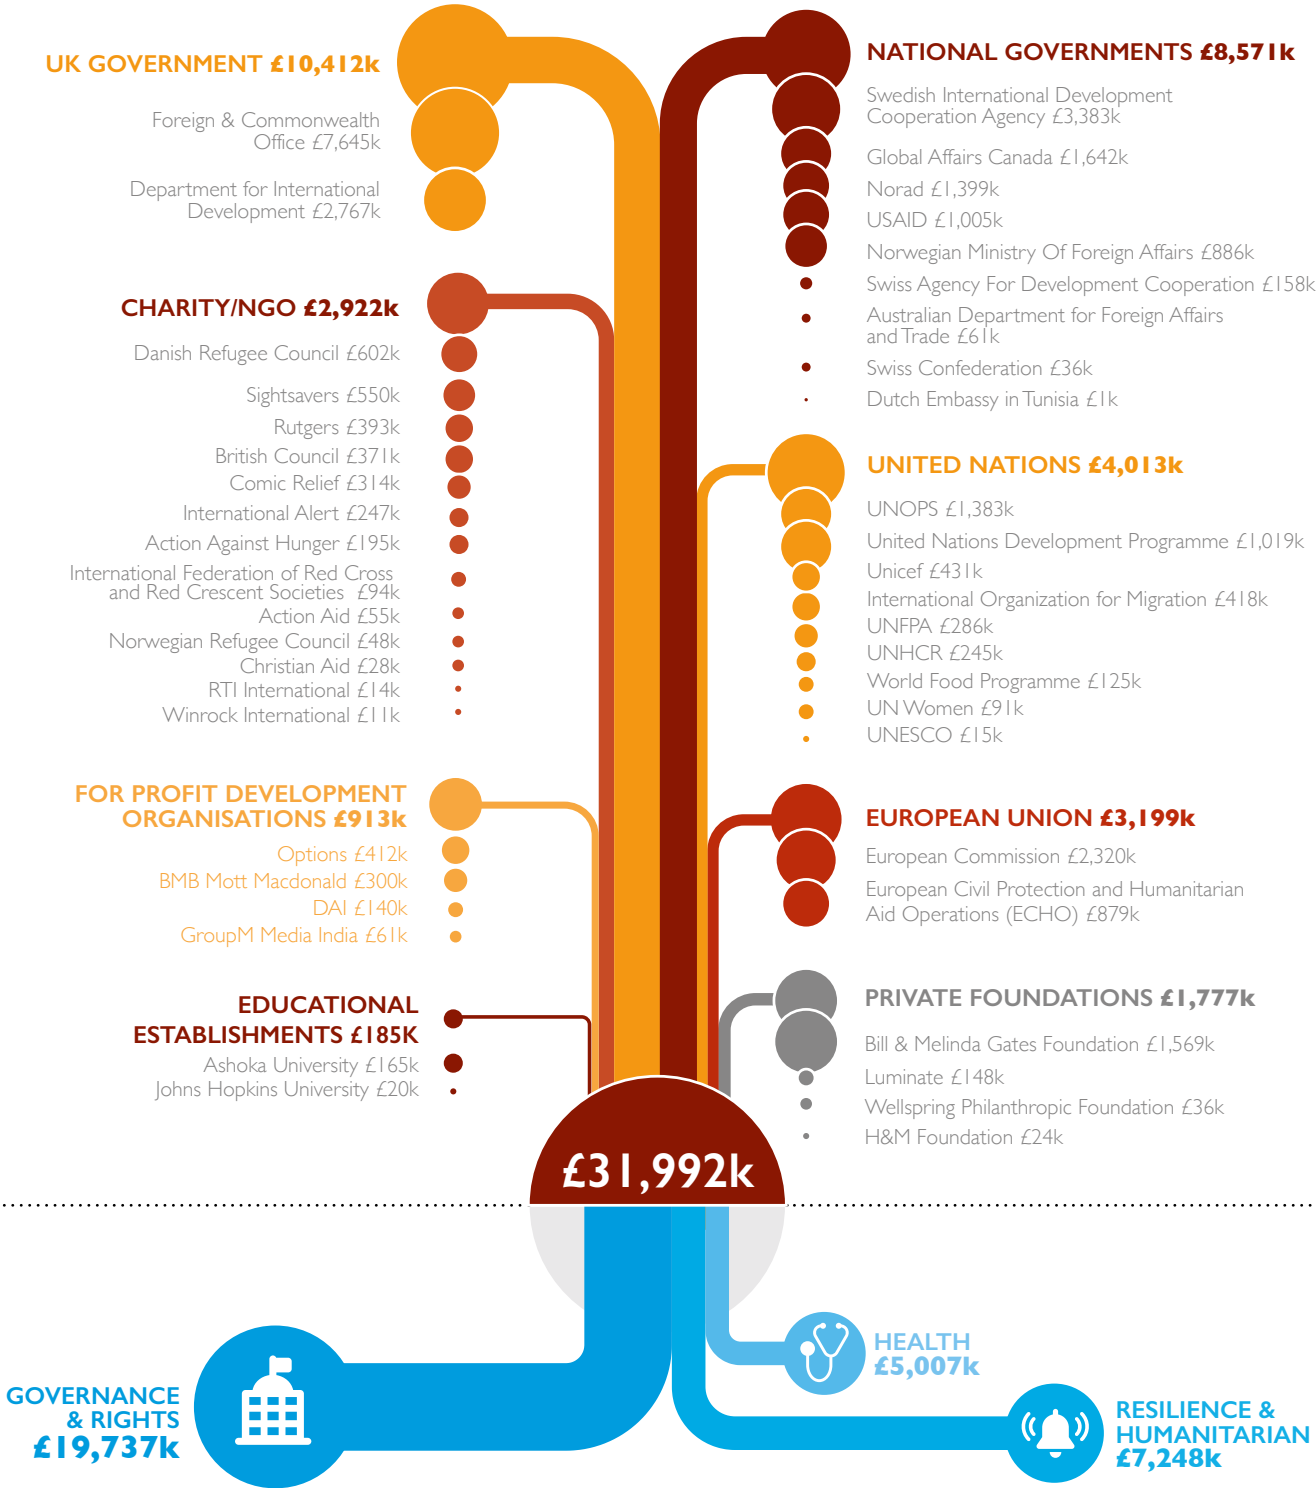 UK GOVERNMENT £10,412k
Foreign & Commonwealth
Office £7,645k
Department for International
Development £2,767k
CHARITY/NGO £2,922k
Danish Refugee Council £602k
Sightsavers £550k
Rutgers £393k
British Council £371k
Comic Relief £314k
International Alert £247k
Action Against Hunger £195k
International Federation of Red Cross
and Red Crescent Societies £94k
Action Aid £55k
Norwegian Refugee Council £48k
Christian Aid £28k
RTI International £14k
Winrock International £11k
FOR PROFIT DEVELOPMENT
ORGANISATIONS £913k
Options £412k
BMB Mott Macdonald £300k
DAI £140k
GroupM Media India £61k
EDUCATIONAL
ESTABLISHMENTS £185K
Ashoka University £165k
Johns Hopkins University £20k
NATIONAL GOVERNMENTS £8,571k
Swedish International Development
Cooperation Agency £3,383k
Global Affairs Canada £1,642k
Norad £1,399k
USAID £1,005k
Norwegian Ministry Of Foreign Affairs £886k
Swiss Agency For Development Cooperation £158k
Australian Department for Foreign Affairs
and Trade £61k
Swiss Confederation £36k
Dutch Embassy in Tunisia £1k
UNITED NATIONS £4,013k
UNOPS £1,383k
United Nations Development Programme £1,019k
Unicef £431k
International Organization for Migration £418k
UNFPA £286k
UNHCR £245k
World Food Programme £125k
UN Women £91k
UNESCO £15k
EUROPEAN UNION £3,199k
European Commission £2,320k
European Civil Protection and Humanitarian
Aid Operations (ECHO) £879k
PRIVATE FOUNDATIONS £1,777k
Bill & Melinda Gates Foundation £1,569k
Luminate £148k
Wellspring Philanthropic Foundation £36k
H&M Foundation £24k
£31,992k
HEALTH
£5,007k
GOVERNANCE
& RIGHTS
£19,737k
RESILIENCE &
HUMANITARIAN
£7,248k